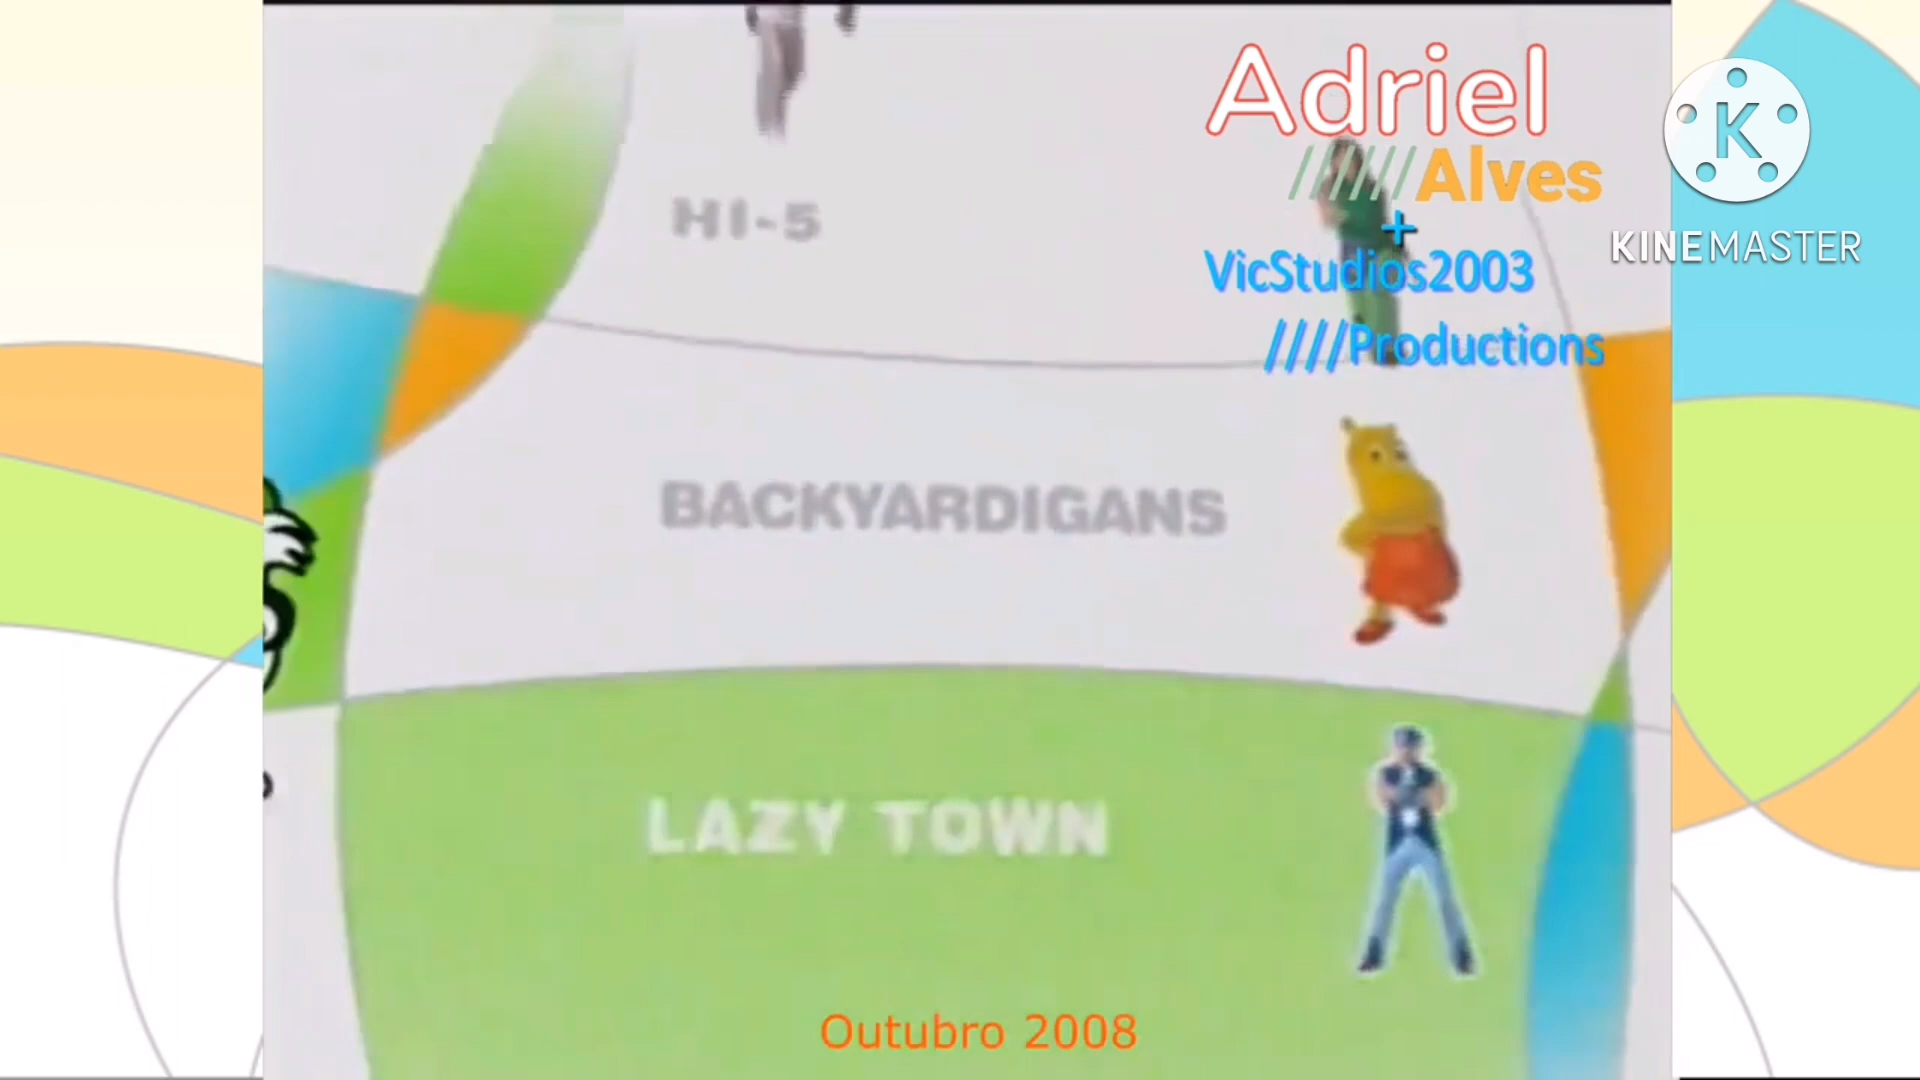 Adriel
//////Alves
+
VicStudios2003
////Productions
K
KINEMASTER
HI-5
BACKYARDIGANS
LAZY TOWN
Outubro 2008